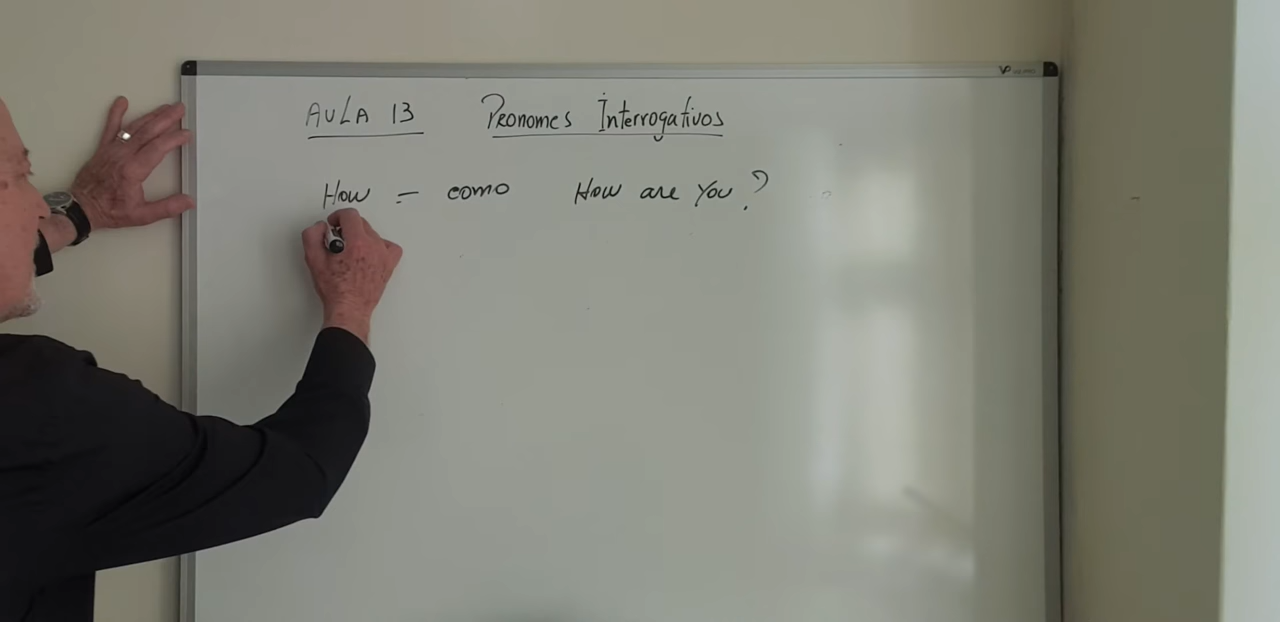 AULA 13 Pronomes Interrogativos
How = como How are you?